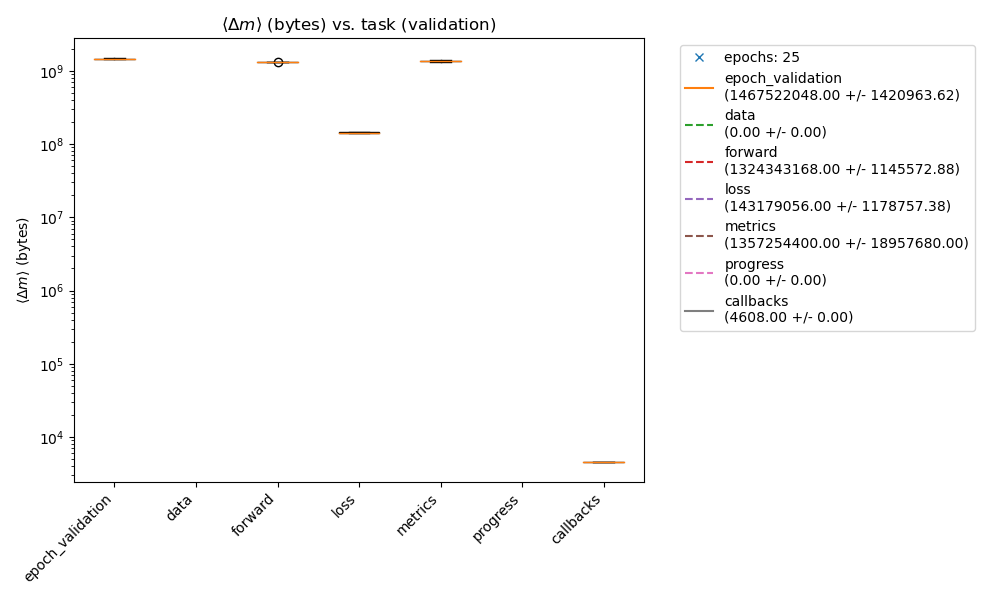 ⟨Δm⟩ (bytes) vs. task (validation)
⟨Δm⟩ (bytes)
10⁹
10⁸
10⁷
10⁶
10⁵
10⁴
epoch_validation
data
forward
loss
metrics
progress
callbacks
epochs: 25
epoch_validation
(1467522048.00 +/- 1420963.62)
data
(0.00 +/- 0.00)
forward
(1324343168.00 +/- 1145572.88)
loss
(143179056.00 +/- 1178757.38)
metrics
(1357254400.00 +/- 18957680.00)
progress
(0.00 +/- 0.00)
callbacks
(4608.00 +/- 0.00)